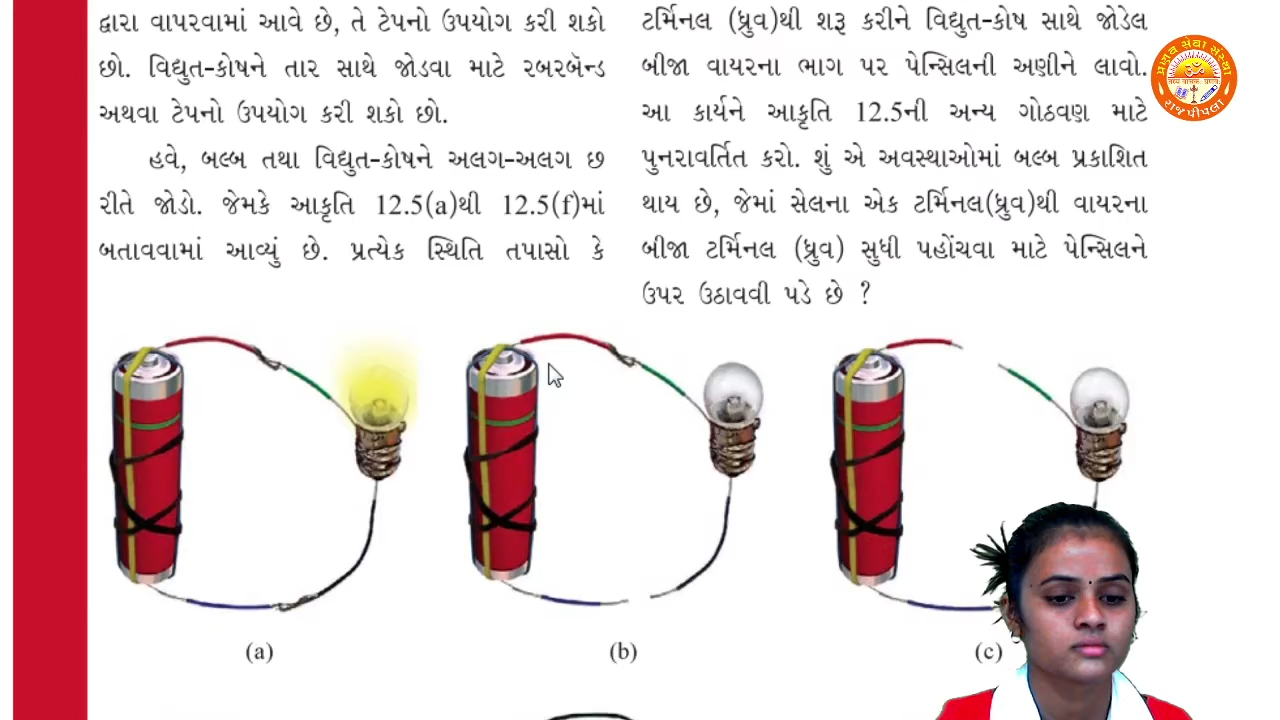 દ્વારા વાપરવામાં આવે છે, તે ટેપનો ઉપયોગ કરી શકો
છો. વિદ્યુત-કોષને તાર સાથે જોડવા માટે રબરબૅન્ડ
અથવા ટેપનો ઉપયોગ કરી શકો છો.
હવે, બલ્બ તથા વિદ્યુત-કોષને અલગ-અલગ છ
રીતે જોડો. જેમકે આકૃતિ 12.5(a)થી 12.5(f)માં
બતાવવામાં આવ્યું છે. પ્રત્યેક સ્થિતિ તપાસો કે
ટર્મિનલ (ધ્રુવ)થી શરૂ કરીને વિદ્યુત-કોષ સાથે જોડેલ
બીજા વાયરના ભાગ પર પેન્સિલની અણીને લાવો.
આ કાર્યને આકૃતિ 12.5ની અન્ય ગોઠવણ માટે
પુનરાવર્તિત કરો. શું એ અવસ્થાઓમાં બલ્બ પ્રકાશિત
થાય છે, જેમાં સેલના એક ટર્મિનલ(ધ્રુવ)થી વાયરના
બીજા ટર્મિનલ (ધ્રુવ) સુધી પહોંચવા માટે પેન્સિલને
ઉપર ઉઠાવવી પડે છે ?
પ્રણવ સેવા સંસ્થા
રાજપીપલા
(a)
(b)
(c)